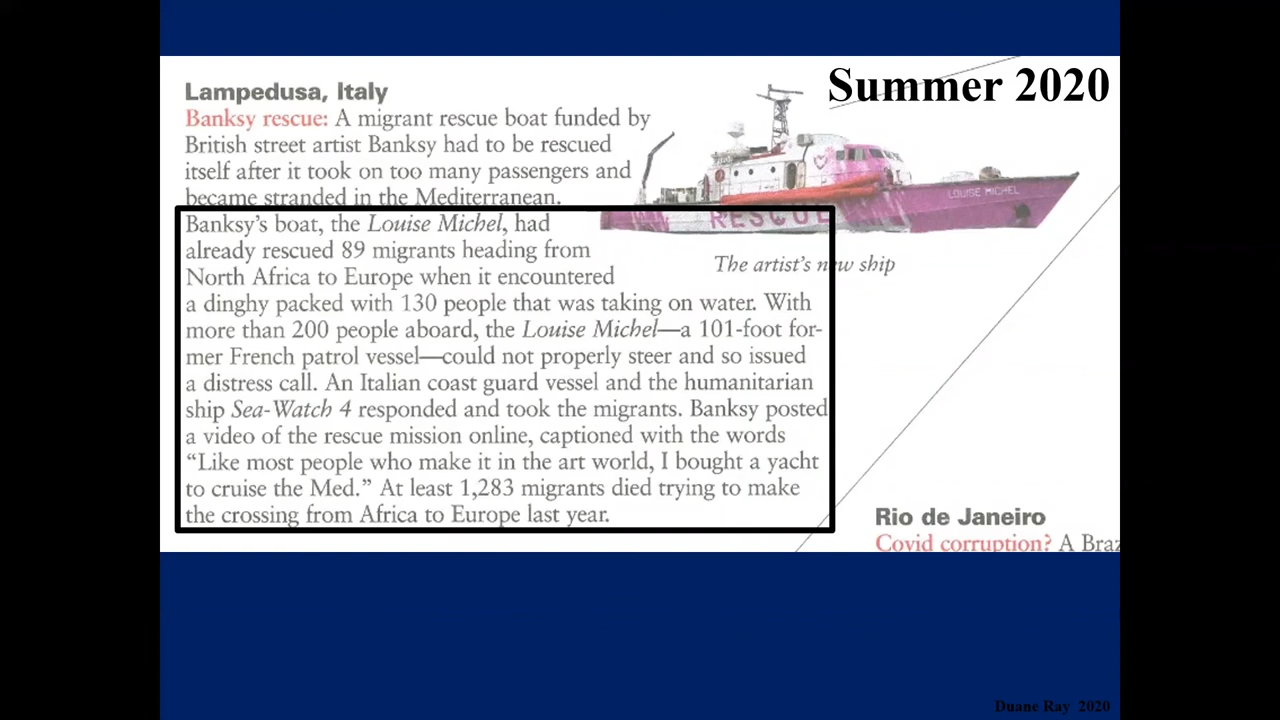 Summer 2020
Lampedusa, Italy
Banksy rescue: A migrant rescue boat funded by
British street artist Banksy had to be rescued
itself after it took on too many passengers and
became stranded in the Mediterranean.
Banksy's boat, the Louise Michel, had
already rescued 89 migrants heading from
North Africa to Europe when it encountered
a dinghy packed with 130 people that was taking on water. With
more than 200 people aboard, the Louise Michel—a 101-foot for-
mer French patrol vessel—could not properly steer and so issued
a distress call. An Italian coast guard vessel and the humanitarian
ship Sea-Watch 4 responded and took the migrants. Banksy posted
a video of the rescue mission online, captioned with the words
“Like most people who make it in the art world, I bought a yacht
to cruise the Med.” At least 1,283 migrants died trying to make
the crossing from Africa to Europe last year.
LOUISE MICHEL
RESCUE
The artist's new ship
Rio de Janeiro
Covid corruption? A Braz
Duane Ray 2020